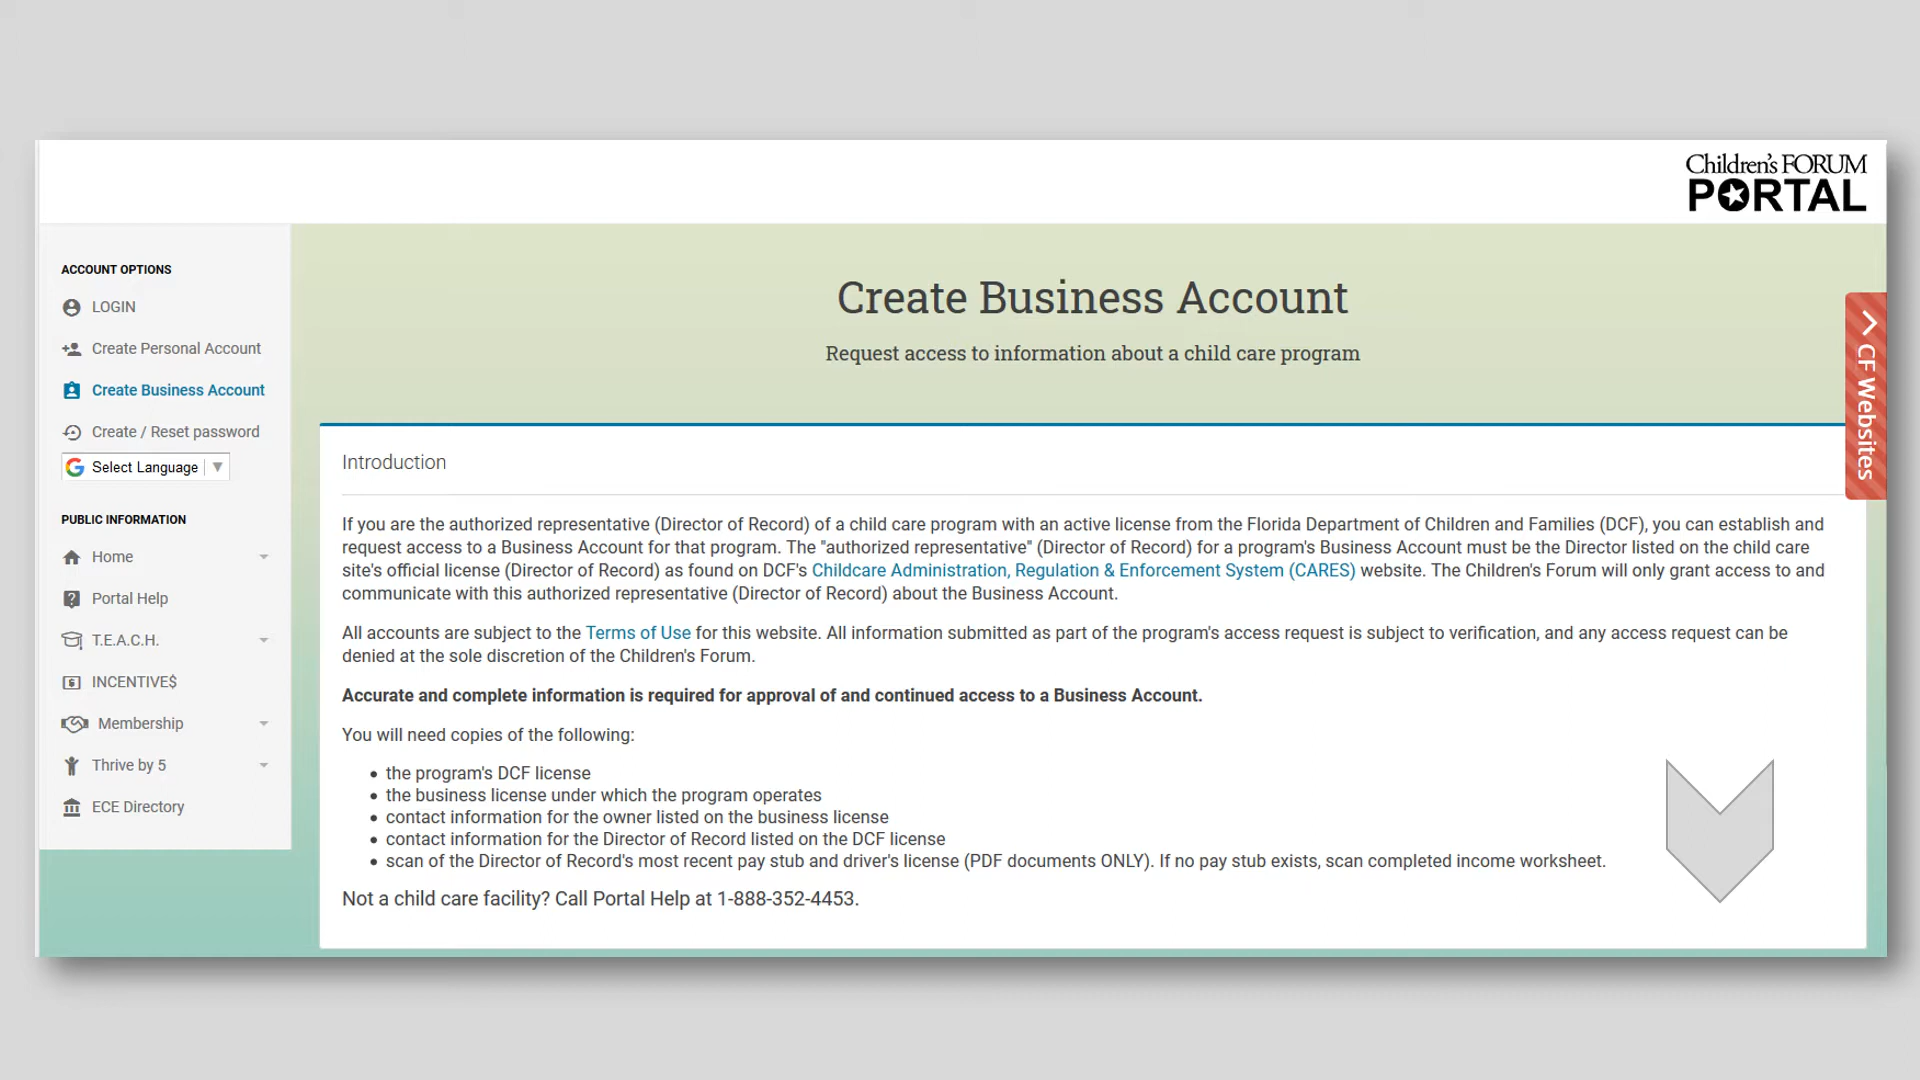 Children's FORUM
PORTAL
ACCOUNT OPTIONS
LOGIN
Create Personal Account
Create Business Account
Create / Reset password
Select Language
PUBLIC INFORMATION
Home
Portal Help
T.E.A.C.H.
INCENTIVE$
Membership
Thrive by 5
ECE Directory
Create Business Account
Request access to information about a child care program
CF Websites
Introduction
If you are the authorized representative (Director of Record) of a child care program with an active license from the Florida Department of Children and Families (DCF), you can establish and
request access to a Business Account for that program. The "authorized representative" (Director of Record) for a program's Business Account must be the Director listed on the child care
site's official license (Director of Record) as found on DCF's Childcare Administration, Regulation & Enforcement System (CARES) website. The Children's Forum will only grant access to and
communicate with this authorized representative (Director of Record) about the Business Account.
All accounts are subject to the Terms of Use for this website. All information submitted as part of the program's access request is subject to verification, and any access request can be
denied at the sole discretion of the Children's Forum.
Accurate and complete information is required for approval of and continued access to a Business Account.
You will need copies of the following:
• the program's DCF license
• the business license under which the program operates
• contact information for the owner listed on the business license
• contact information for the Director of Record listed on the DCF license
• scan of the Director of Record's most recent pay stub and driver's license (PDF documents ONLY). If no pay stub exists, scan completed income worksheet.
Not a child care facility? Call Portal Help at 1-888-352-4453.